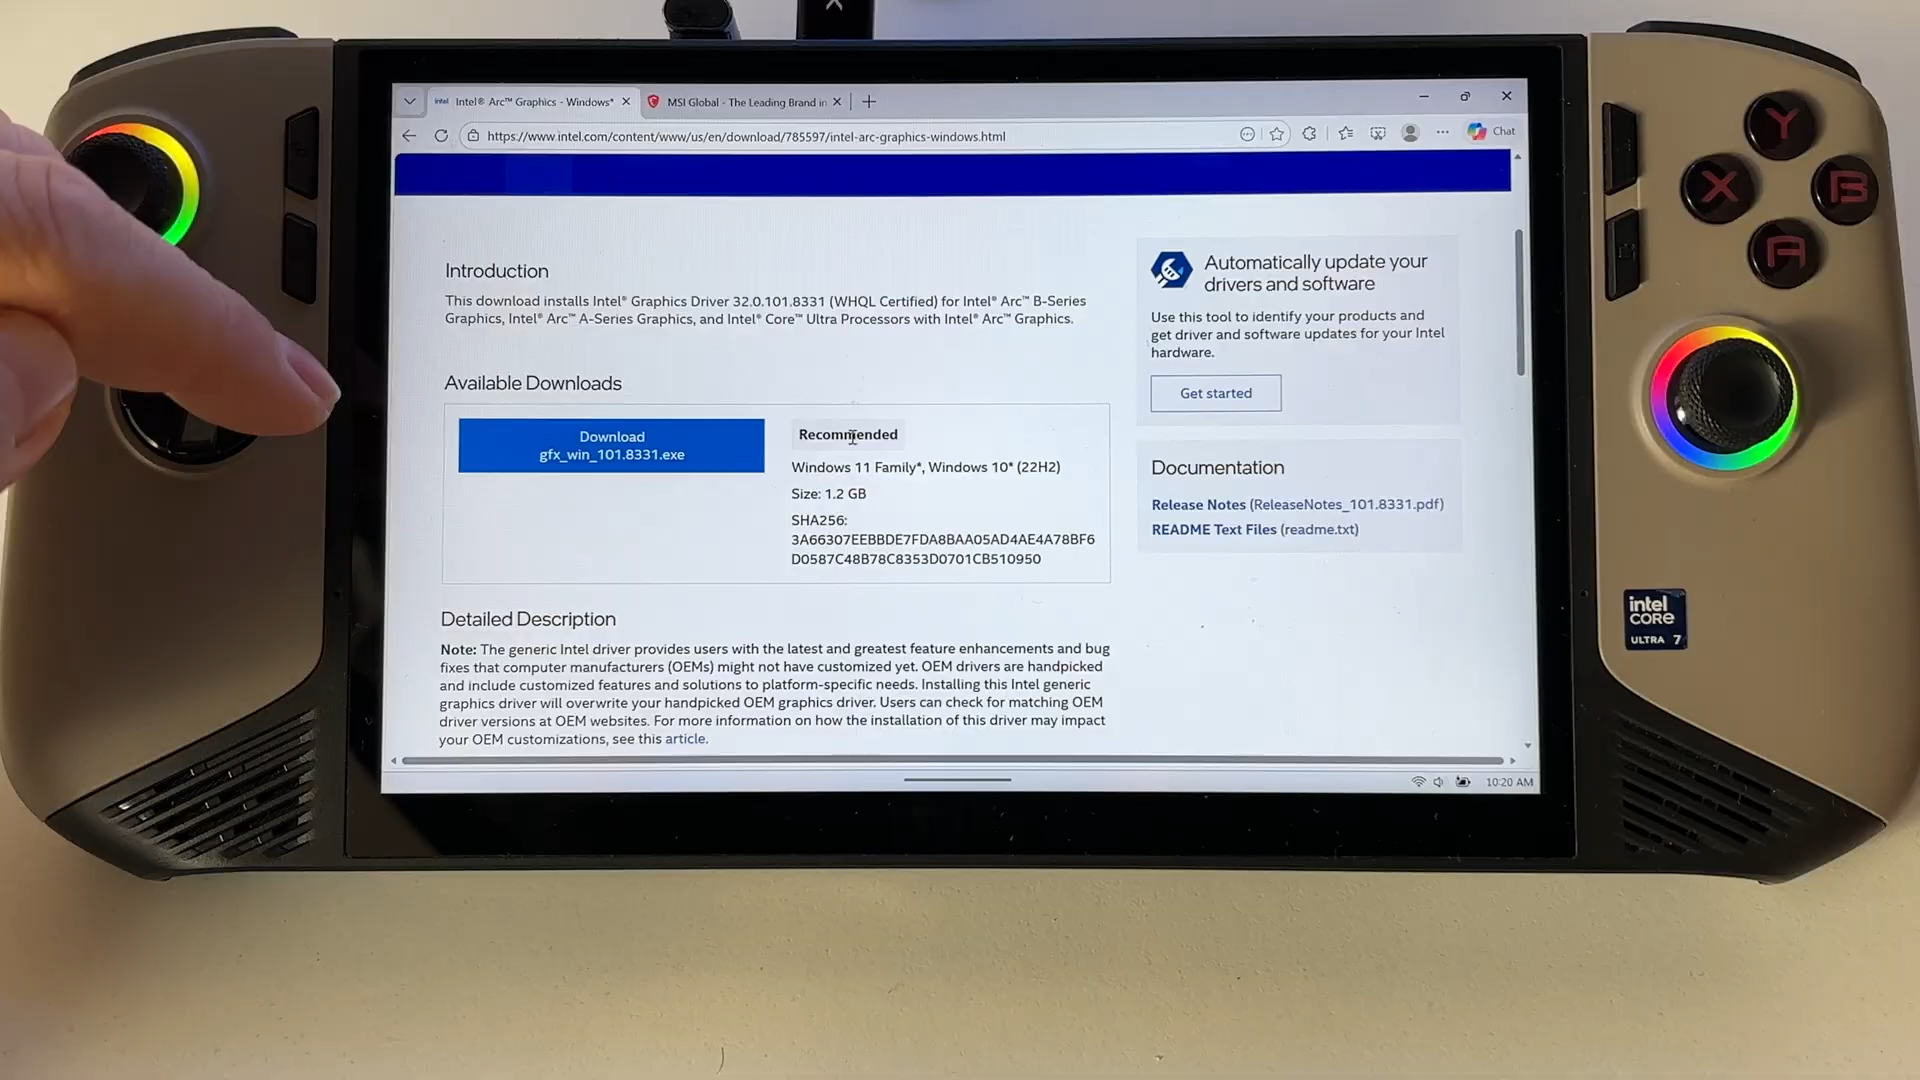 Intel® Arc™ Graphics - Windows*
MSI Global - The Leading Brand in
https://www.intel.com/content/www/us/en/download/785597/intel-arc-graphics-windows.html
Chat
Introduction
This download installs Intel® Graphics Driver 32.0.101.8331 (WHQL Certified) for Intel® Arc™ B-Series
Graphics, Intel® Arc™ A-Series Graphics, and Intel® Core™ Ultra Processors with Intel® Arc™ Graphics.
Available Downloads
Download
gfx_win_101.8331.exe
Recommended
Windows 11 Family*, Windows 10* (22H2)
Size: 1.2 GB
SHA256:
3A66307EEBBDE7FDA8BAA05AD4AE4A78BF6
D0587C48B78C8353D0701CB510950
Detailed Description
Note: The generic Intel driver provides users with the latest and greatest feature enhancements and bug
fixes that computer manufacturers (OEMs) might not have customized yet. OEM drivers are handpicked
and include customized features and solutions to platform-specific needs. Installing this Intel generic
graphics driver will overwrite your handpicked OEM graphics driver. Users can check for matching OEM
driver versions at OEM websites. For more information on how the installation of this driver may impact
your OEM customizations, see this article.
Automatically update your
drivers and software
Use this tool to identify your products and
get driver and software updates for your Intel
hardware.
Get started
Documentation
Release Notes (ReleaseNotes_101.8331.pdf)
README Text Files (readme.txt)
10:20 AM
Y
X
B
A
intel
CORE
ULTRA 7